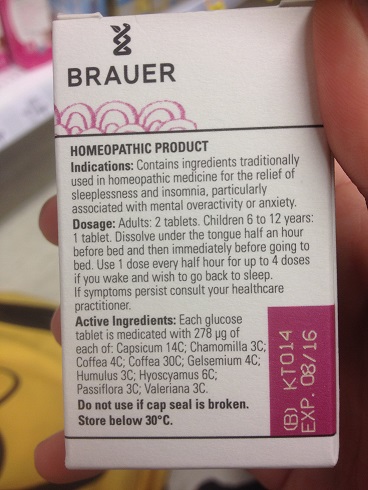 BRAUER
HOMEOPATHIC PRODUCT
Indications: Contains ingredients traditionally
used in homeopathic medicine for the relief of
sleeplessness and insomnia, particularly
associated with mental overactivity or anxiety.
Dosage: Adults: 2 tablets. Children 6 to 12 years:
1 tablet. Dissolve under the tongue half an hour
before bed and then immediately before going to
bed. Use 1 dose every half hour for up to 4 doses
if you wake and wish to go back to sleep.
If symptoms persist consult your healthcare
practitioner.
Active Ingredients: Each glucose
tablet is medicated with 278 µg of
each of: Capsicum 14C; Chamomilla 3C;
Coffea 4C; Coffea 30C; Gelsemium 4C;
Humulus 3C; Hyoscyamus 6C;
Passiflora 3C; Valeriana 3C.
Do not use if cap seal is broken.
Store below 30°C.
(B) KT014
EXP. 08/16